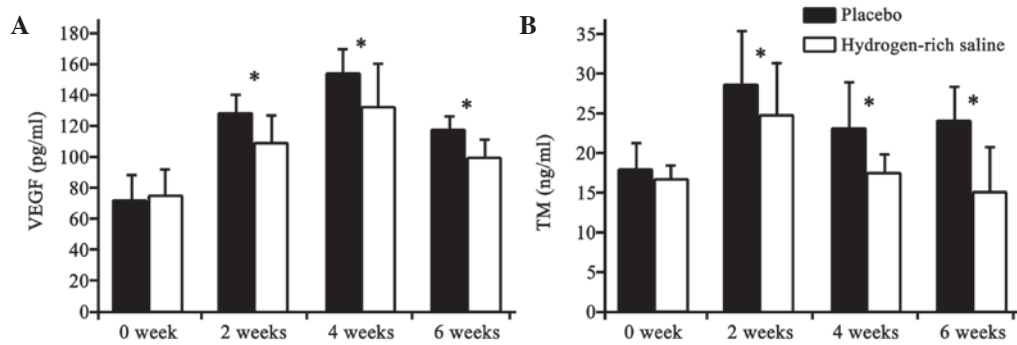 A
VEGF (pg/ml)
180
160
140
120
100
80
60
40
20
0
*
*
*
0 week
2 weeks
4 weeks
6 weeks
B
TM (ng/ml)
35
30
25
20
15
10
5
0
*
*
*
Placebo
Hydrogen-rich saline
0 week
2 weeks
4 weeks
6 weeks